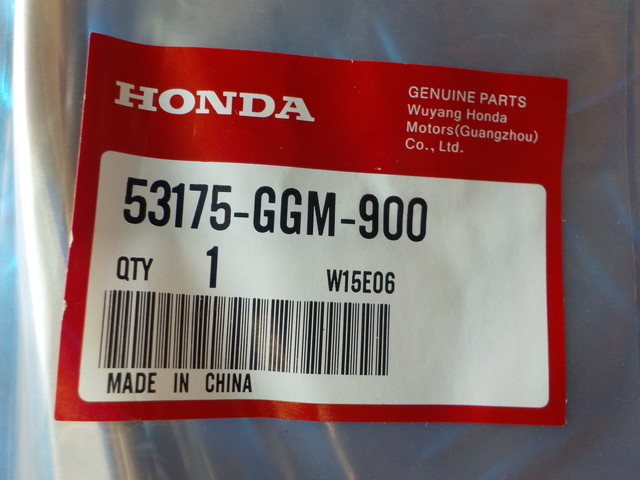 HONDA
GENUINE PARTS
Wuyang Honda
Motors(Guangzhou)
Co., Ltd.
53175-GGM-900
QTY 1 W15E06
MADE IN CHINA